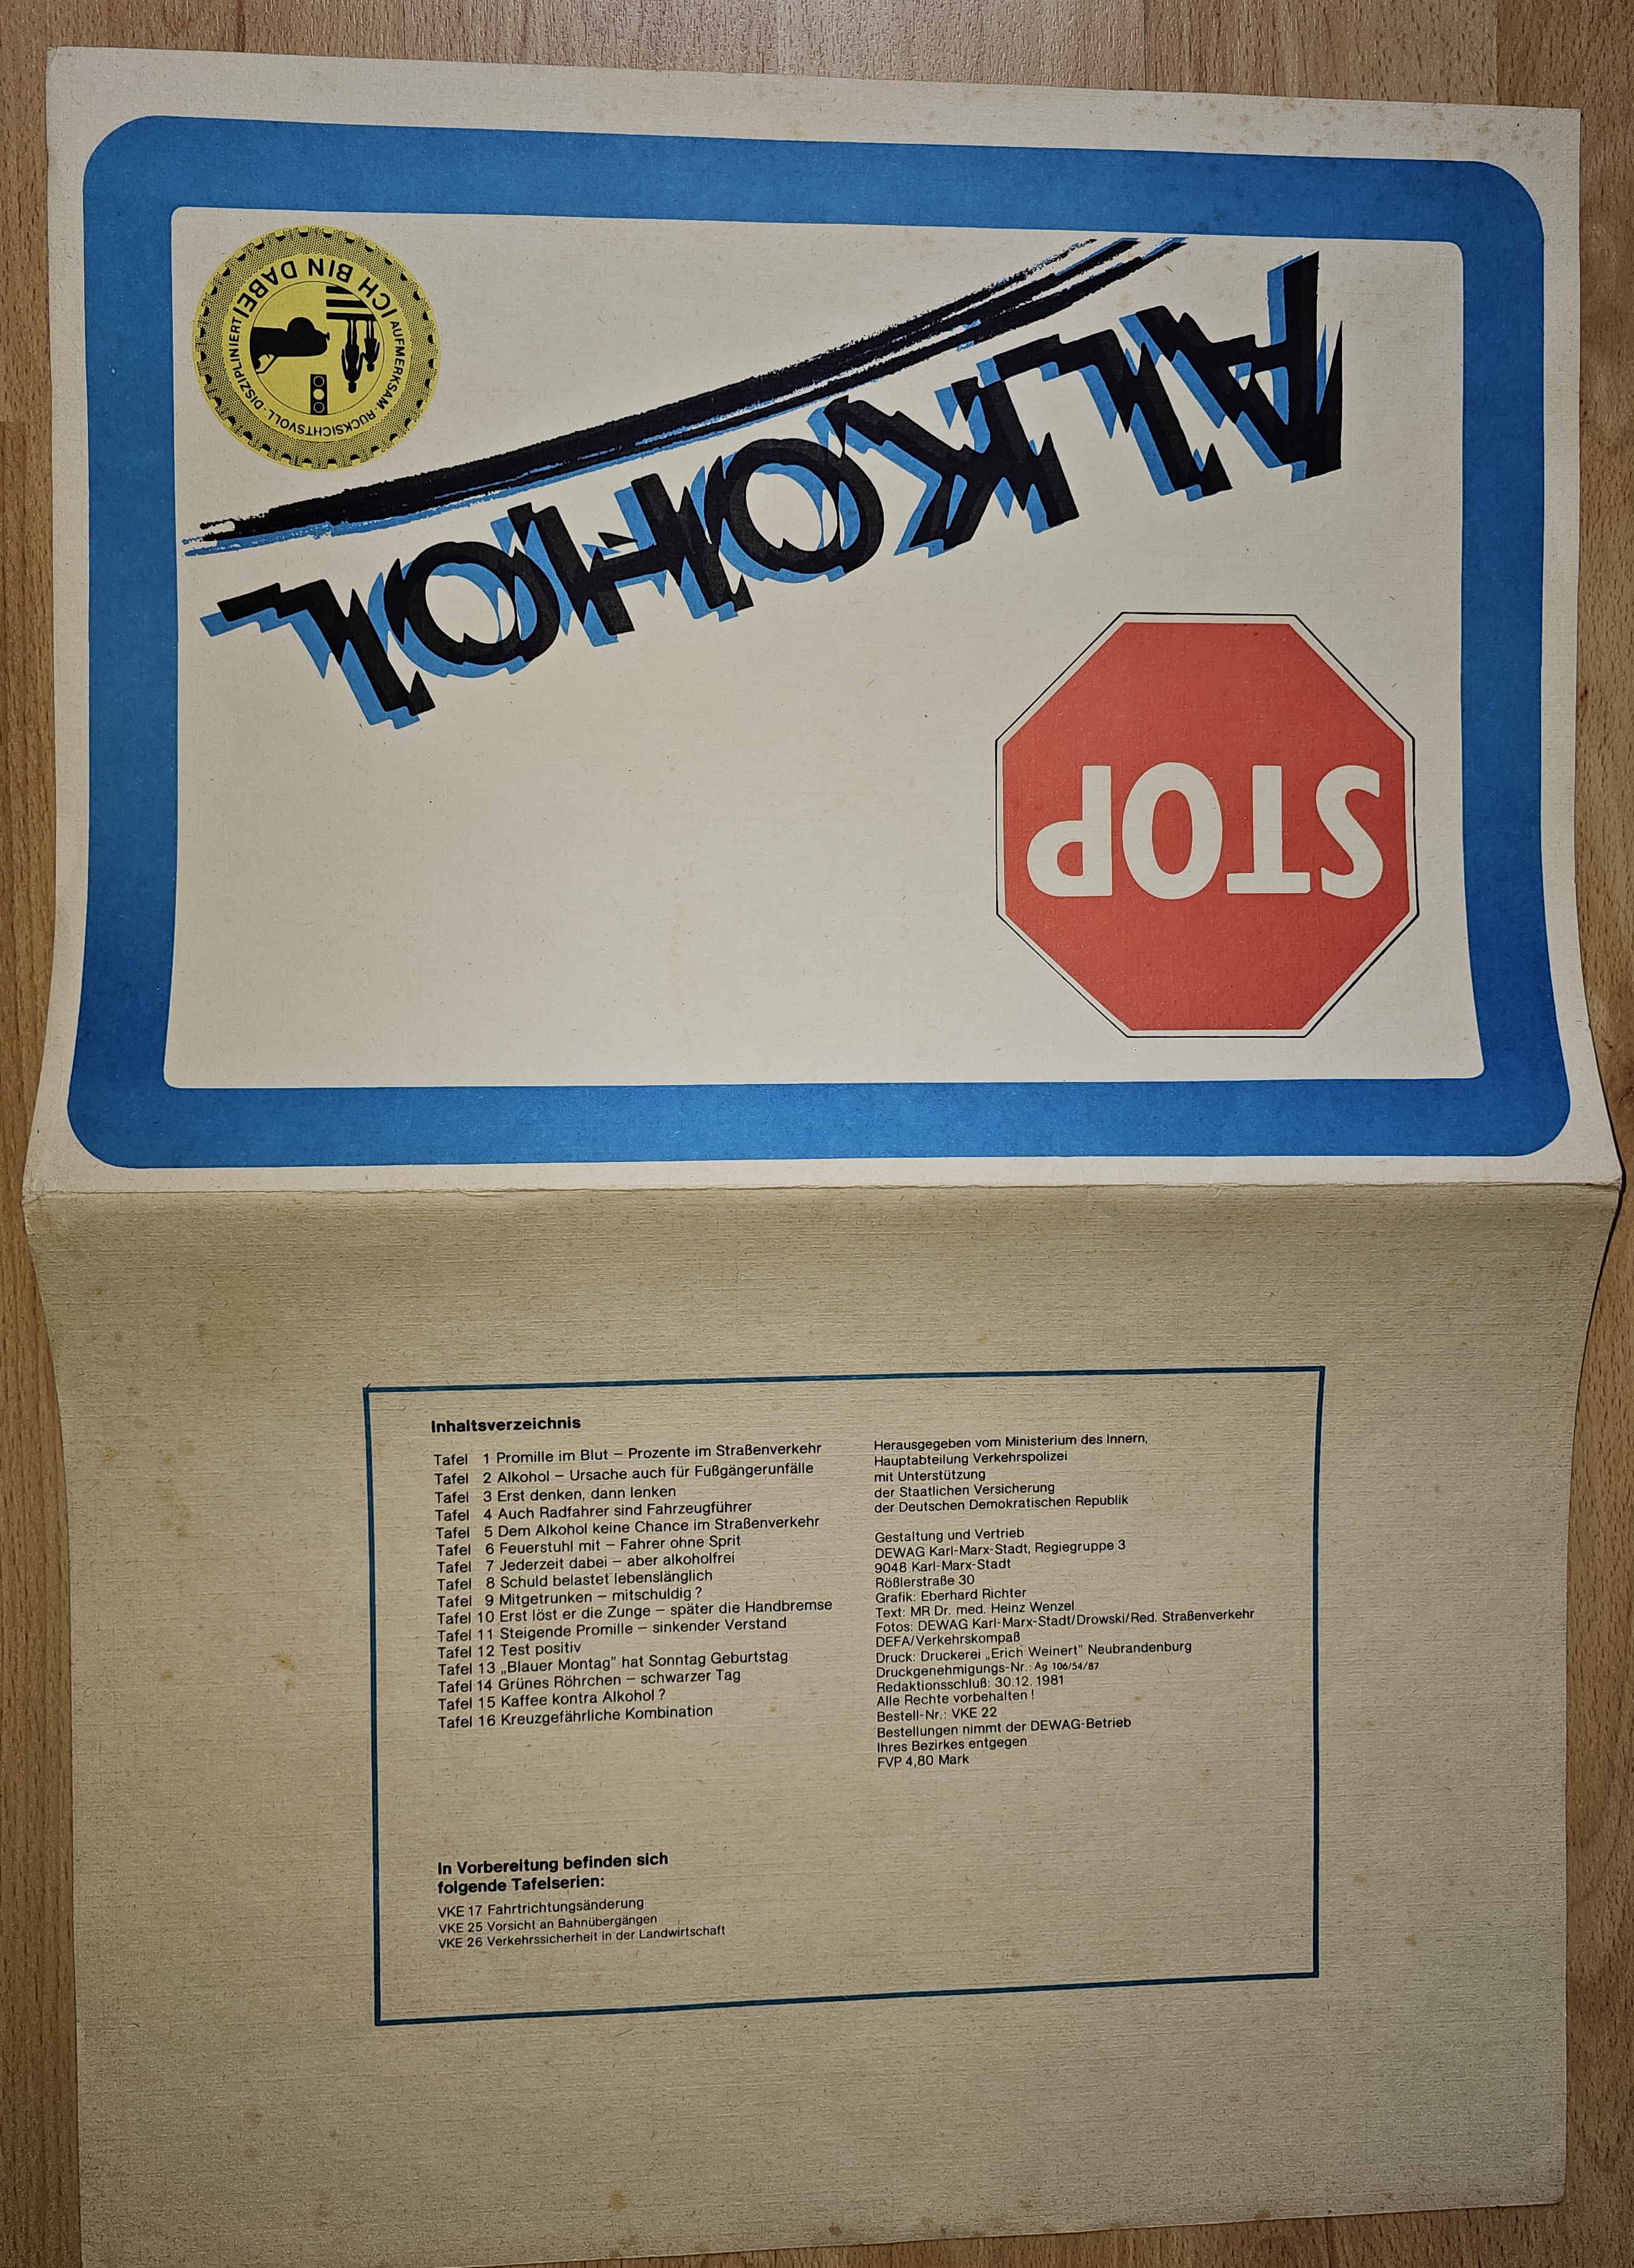 STOP
ALKOHOL
ICH BIN DABEI
AUFMERKSAM · RÜCKSICHTSVOLL · DISZIPLINIERT
Inhaltsverzeichnis
Tafel 1 Promille im Blut – Prozente im Straßenverkehr
Tafel 2 Alkohol – Ursache auch für Fußgängerunfälle
Tafel 3 Erst denken, dann lenken
Tafel 4 Auch Radfahrer sind Fahrzeugführer
Tafel 5 Dem Alkohol keine Chance im Straßenverkehr
Tafel 6 Feuerstuhl mit – Fahrer ohne Sprit
Tafel 7 Jederzeit dabei – aber alkoholfrei
Tafel 8 Schuld belastet lebenslänglich
Tafel 9 Mitgetrunken – mitschuldig ?
Tafel 10 Erst löst er die Zunge – später die Handbremse
Tafel 11 Steigende Promille – sinkender Verstand
Tafel 12 Test positiv
Tafel 13 „Blauer Montag" hat Sonntag Geburtstag
Tafel 14 Grünes Röhrchen – schwarzer Tag
Tafel 15 Kaffee kontra Alkohol ?
Tafel 16 Kreuzgefährliche Kombination
In Vorbereitung befinden sich
folgende Tafelserien:
VKE 17 Fahrtrichtungsänderung
VKE 25 Vorsicht an Bahnübergängen
VKE 26 Verkehrssicherheit in der Landwirtschaft
Herausgegeben vom Ministerium des Innern,
Hauptabteilung Verkehrspolizei
mit Unterstützung
der Staatlichen Versicherung
der Deutschen Demokratischen Republik
Gestaltung und Vertrieb
DEWAG Karl-Marx-Stadt, Regiegruppe 3
9048 Karl-Marx-Stadt
Rößlerstraße 30
Grafik: Eberhard Richter
Text: MR Dr. med. Heinz Wenzel
Fotos: DEWAG Karl-Marx-Stadt/Drowski/Red. Straßenverkehr
DEFA/Verkehrskompaß
Druck: Druckerei „Erich Weinert" Neubrandenburg
Druckgenehmigungs-Nr.: Ag 106/54/87
Redaktionsschluß: 30.12. 1981
Alle Rechte vorbehalten !
Bestell-Nr.: VKE 22
Bestellungen nimmt der DEWAG-Betrieb
Ihres Bezirkes entgegen
FVP 4,80 Mark